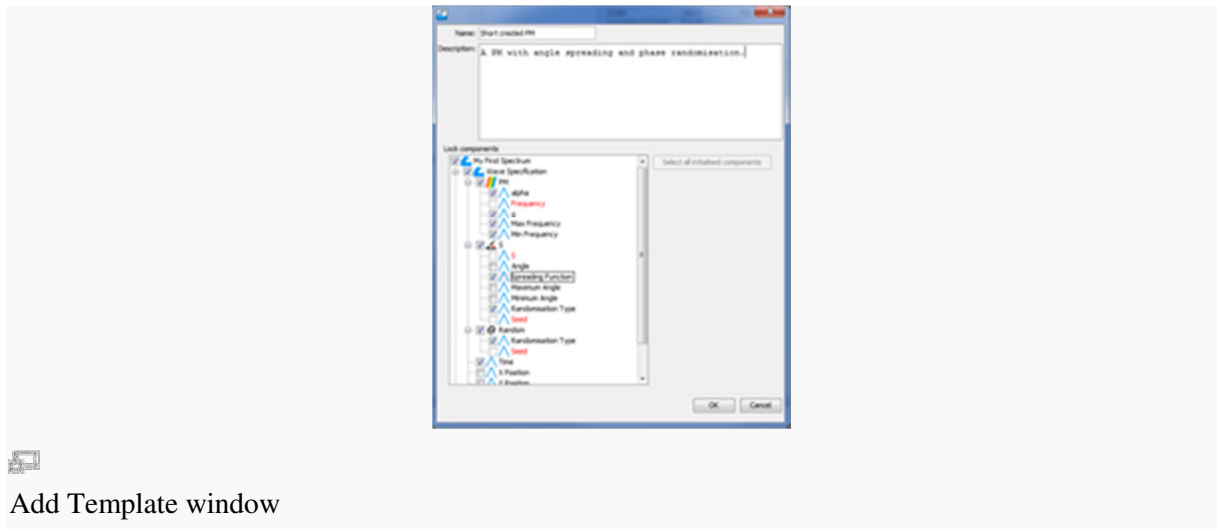 Name: Short created PM
Description: A PM with angle spreading and phase randomisation.
Lock components
My First Spectrum
Select all initialised components
Wave Specification
PM
alpha
Frequency
g
Max Frequency
Min Frequency
S
S
Angle
Spreading Function
Maximum Angle
Minimum Angle
Randomisation Type
Seed
Random
Randomisation Type
Seed
Time
X Position
Y Position
OK Cancel
Add Template window